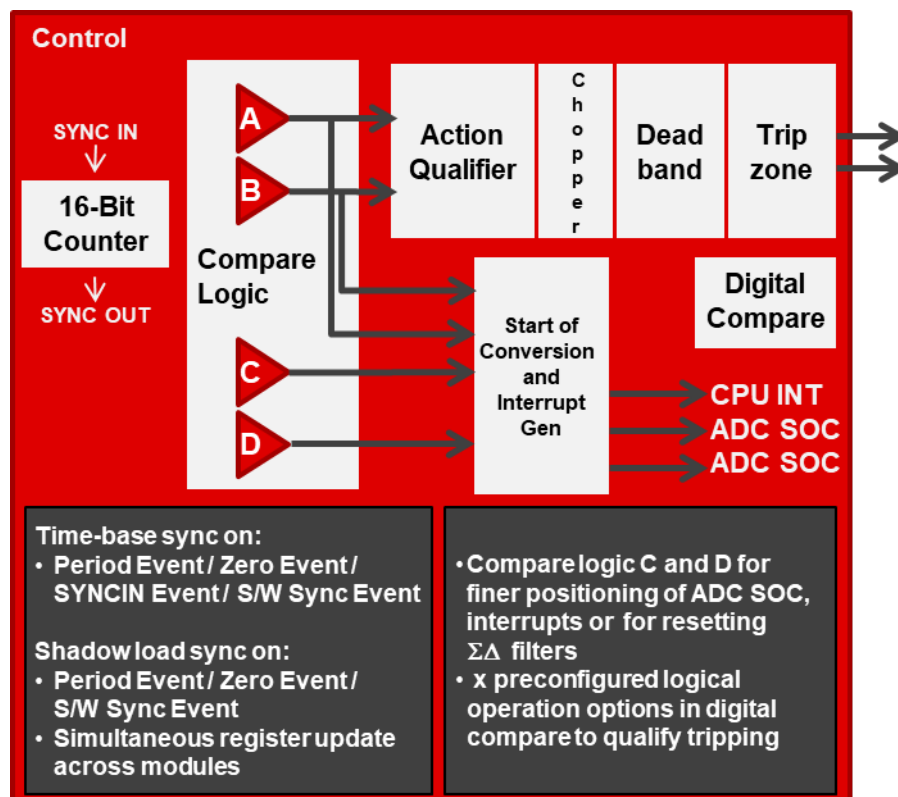 Control
SYNC IN
16-Bit
Counter
SYNC OUT
A
B
Compare
Logic
C
D
Action
Qualifier
C
h
o
p
p
e
r
Dead
band
Trip
zone
Digital
Compare
Start of
Conversion
and
Interrupt
Gen
CPU INT
ADC SOC
ADC SOC
Time-base sync on:
• Period Event / Zero Event /
SYNCIN Event / S/W Sync Event
Shadow load sync on:
• Period Event / Zero Event /
S/W Sync Event
• Simultaneous register update
across modules
• Compare logic C and D for
finer positioning of ADC SOC,
interrupts or for resetting
ΣΔ filters
• x preconfigured logical
operation options in digital
compare to qualify tripping